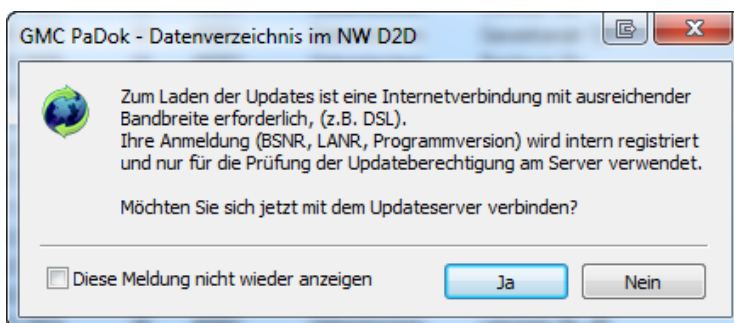 GMC PaDok - Datenverzeichnis im NW D2D
Zum Laden der Updates ist eine Internetverbindung mit ausreichender
Bandbreite erforderlich, (z.B. DSL).
Ihre Anmeldung (BSNR, LANR, Programmversion) wird intern registriert
und nur für die Prüfung der Updateberechtigung am Server verwendet.
Möchten Sie sich jetzt mit dem Updateserver verbinden?
Diese Meldung nicht wieder anzeigen
Ja
Nein